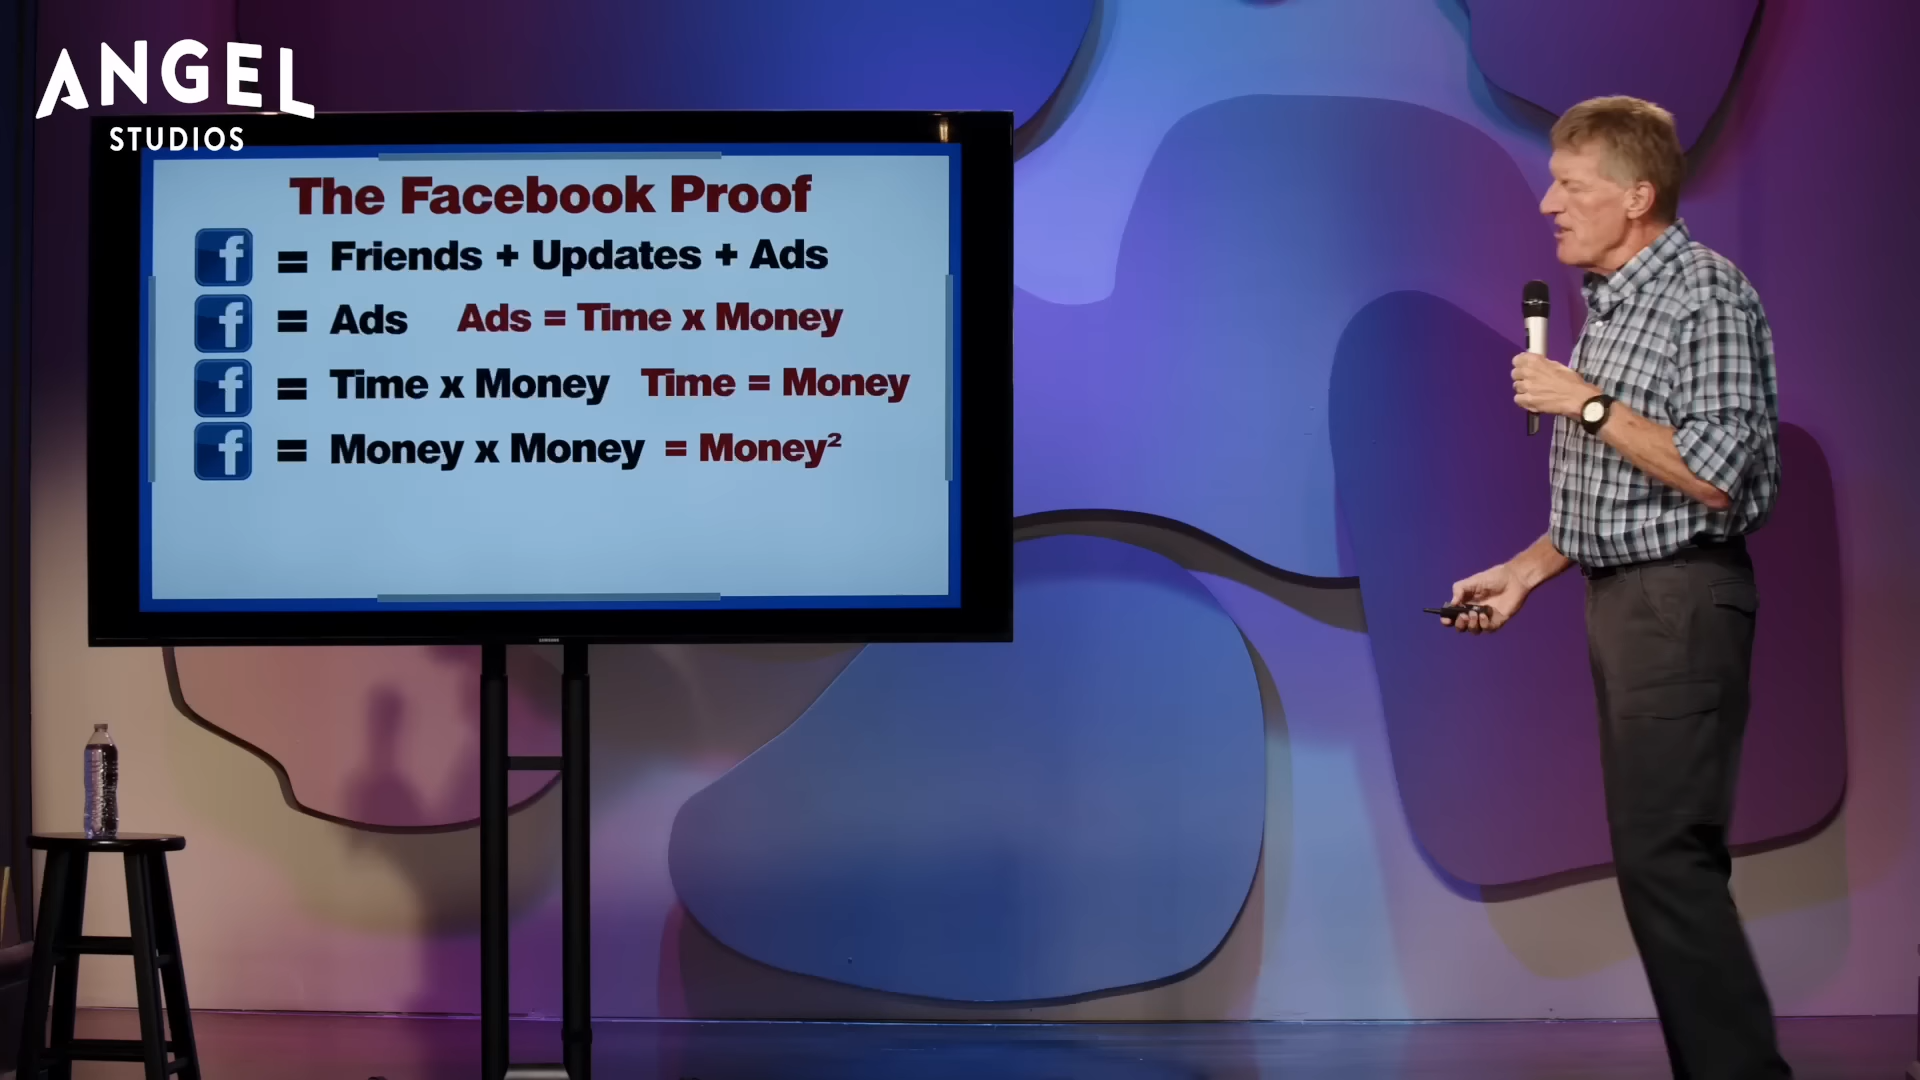 ANGEL
STUDIOS
The Facebook Proof
f = Friends + Updates + Ads
f = Ads Ads = Time x Money
f = Time x Money Time = Money
f = Money x Money = Money²
SAMSUNG